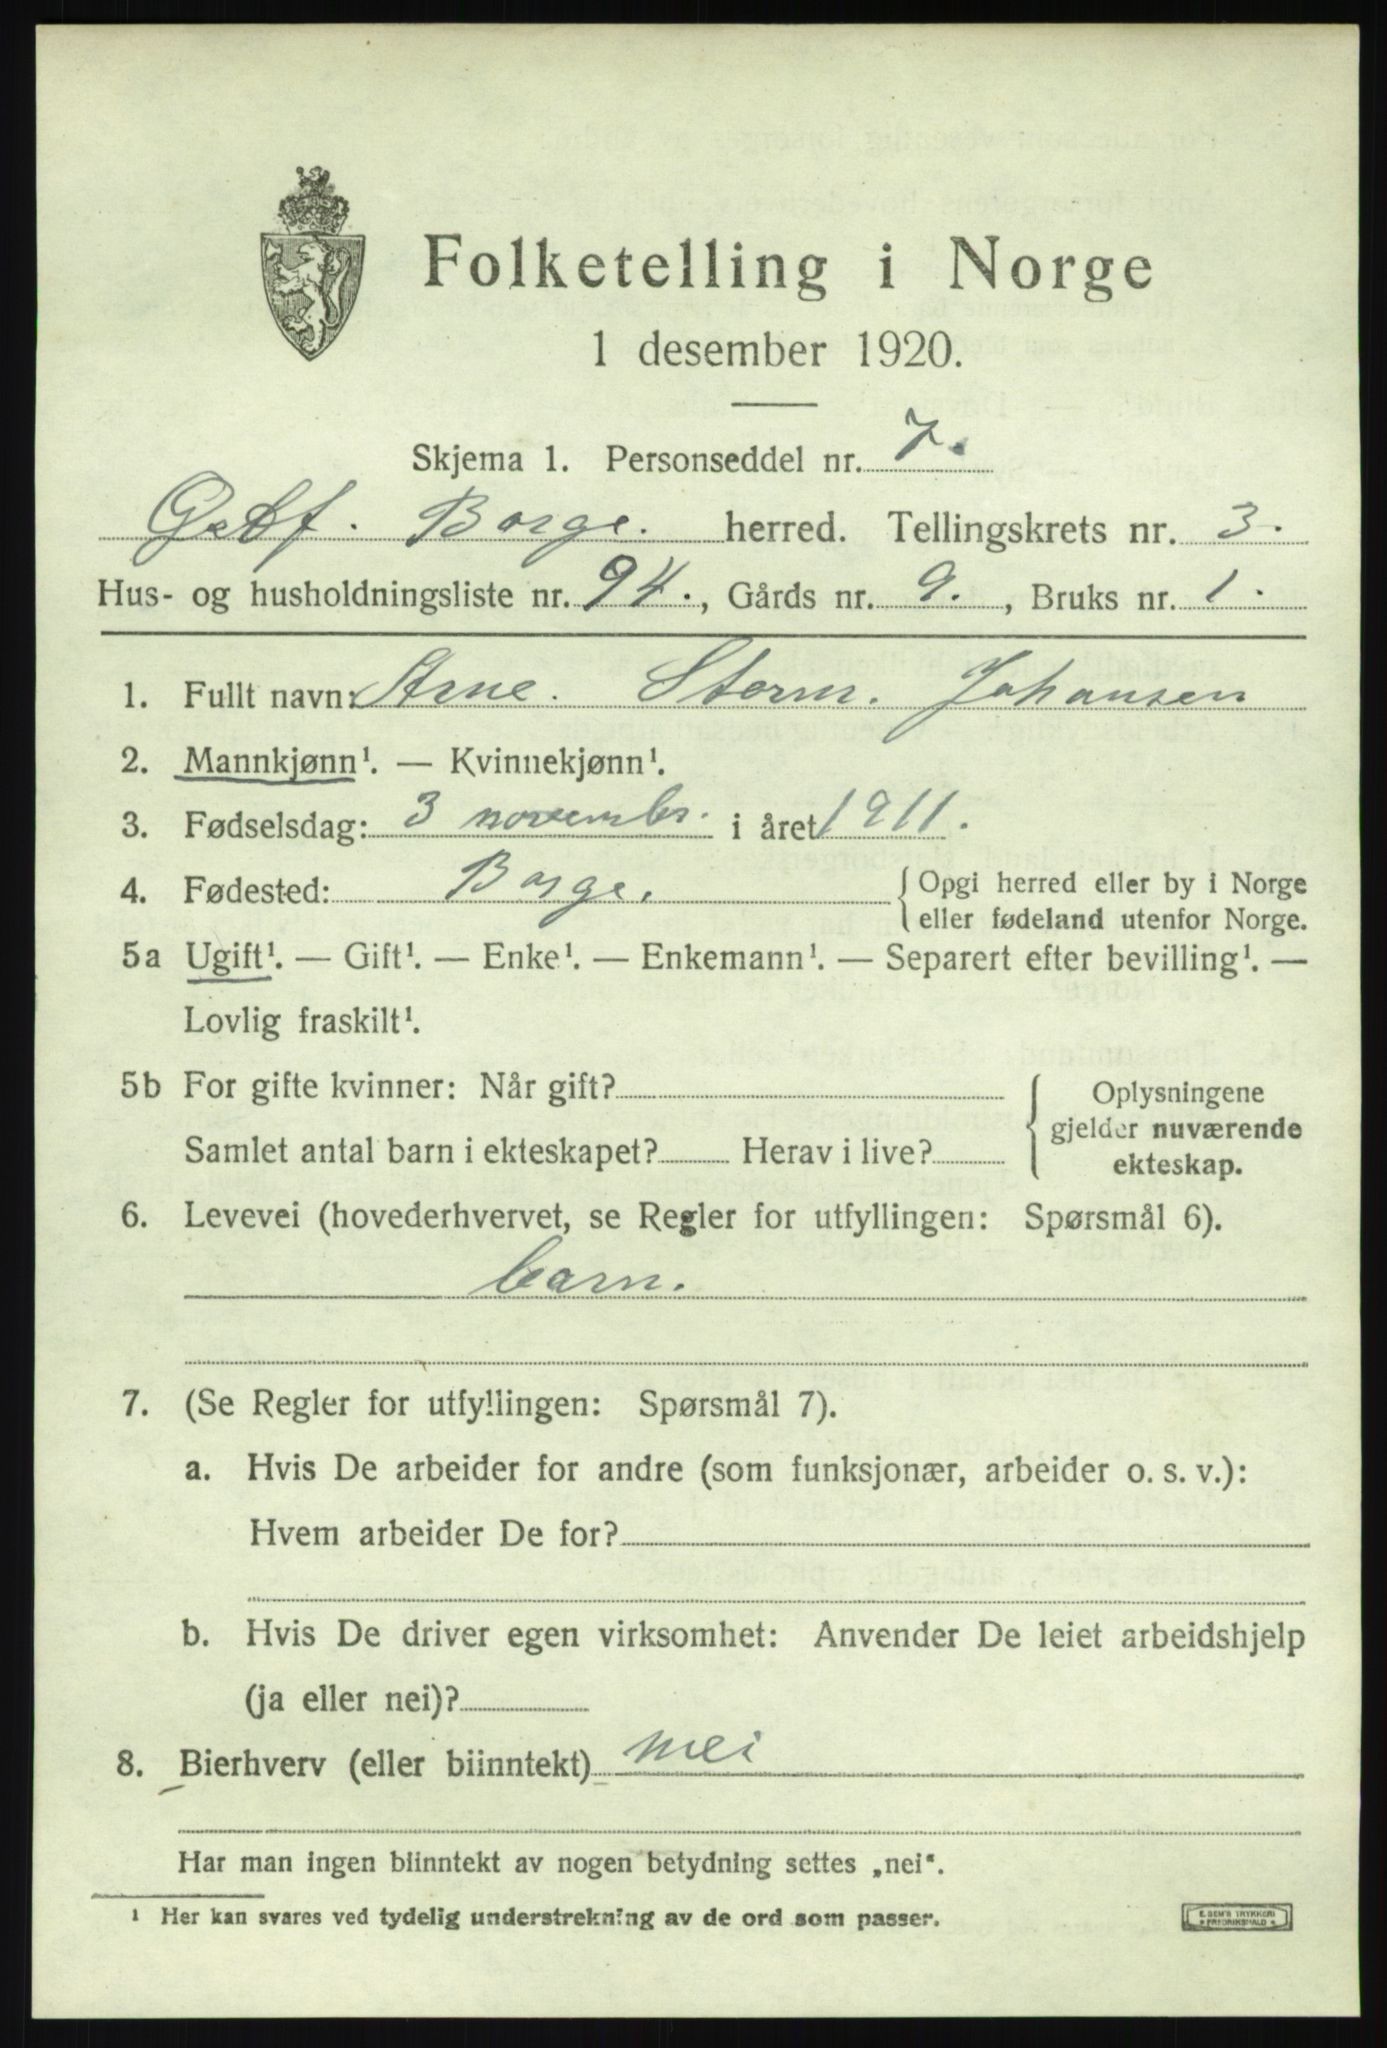 Folketelling i Norge
1 desember 1920.
Skjema 1. Personseddel nr. 7.
Borge. herred. Tellingskrets nr. 3.
Hus- og husholdningsliste nr. 94., Gårds nr. 9., Bruks nr. 1.
1. Fullt navn: Arne. Storm. Johansen
2. Mannkjønn¹. — Kvinnekjønn¹.
3. Fødselsdag: 3 novembr. i året 1911.
4. Fødested: Borge. { Opgi herred eller by i Norge
eller fødeland utenfor Norge.
5a Ugift¹. — Gift¹. — Enke¹. — Enkemann¹. — Separert efter bevilling¹. —
Lovlig fraskilt¹.
5b For gifte kvinner: Når gift? { Oplysningene
gjelder nuværende
Samlet antal barn i ekteskapet? Herav i live? ekteskap.
6. Levevei (hovederhvervet, se Regler for utfyllingen: Spørsmål 6).
barn.
7. (Se Regler for utfyllingen: Spørsmål 7).
a. Hvis De arbeider for andre (som funksjonær, arbeider o. s. v.):
Hvem arbeider De for?
b. Hvis De driver egen virksomhet: Anvender De leiet arbeidshjelp
(ja eller nei)?
8. Bierhverv (eller biinntekt) nei
Har man ingen biinntekt av nogen betydning settes „nei“.
¹ Her kan svares ved tydelig understrekning av de ord som passer.
E. SEM'S TRYKKERI
FREDRIKSHALD